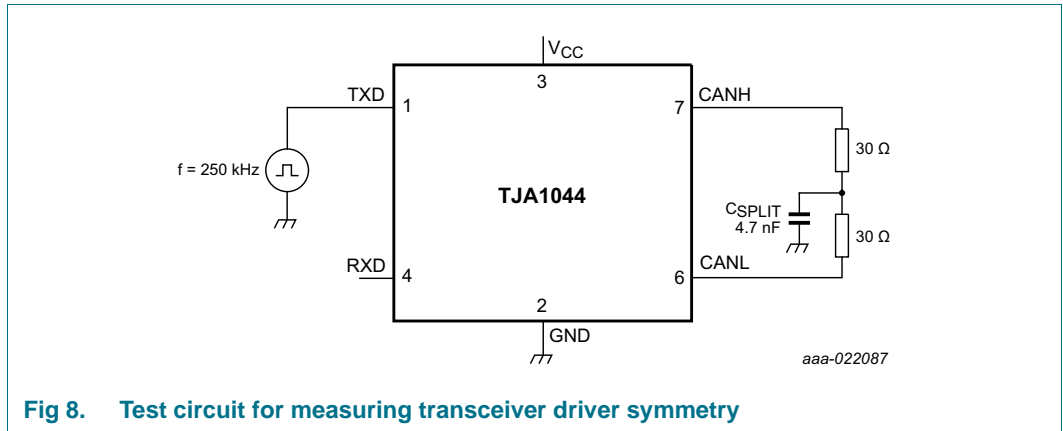 VCC
3
TXD
1
7
CANH
f = 250 kHz
30 Ω
TJA1044
CSPLIT
4.7 nF
30 Ω
RXD
4
6
CANL
2
GND
aaa-022087
Fig 8. Test circuit for measuring transceiver driver symmetry